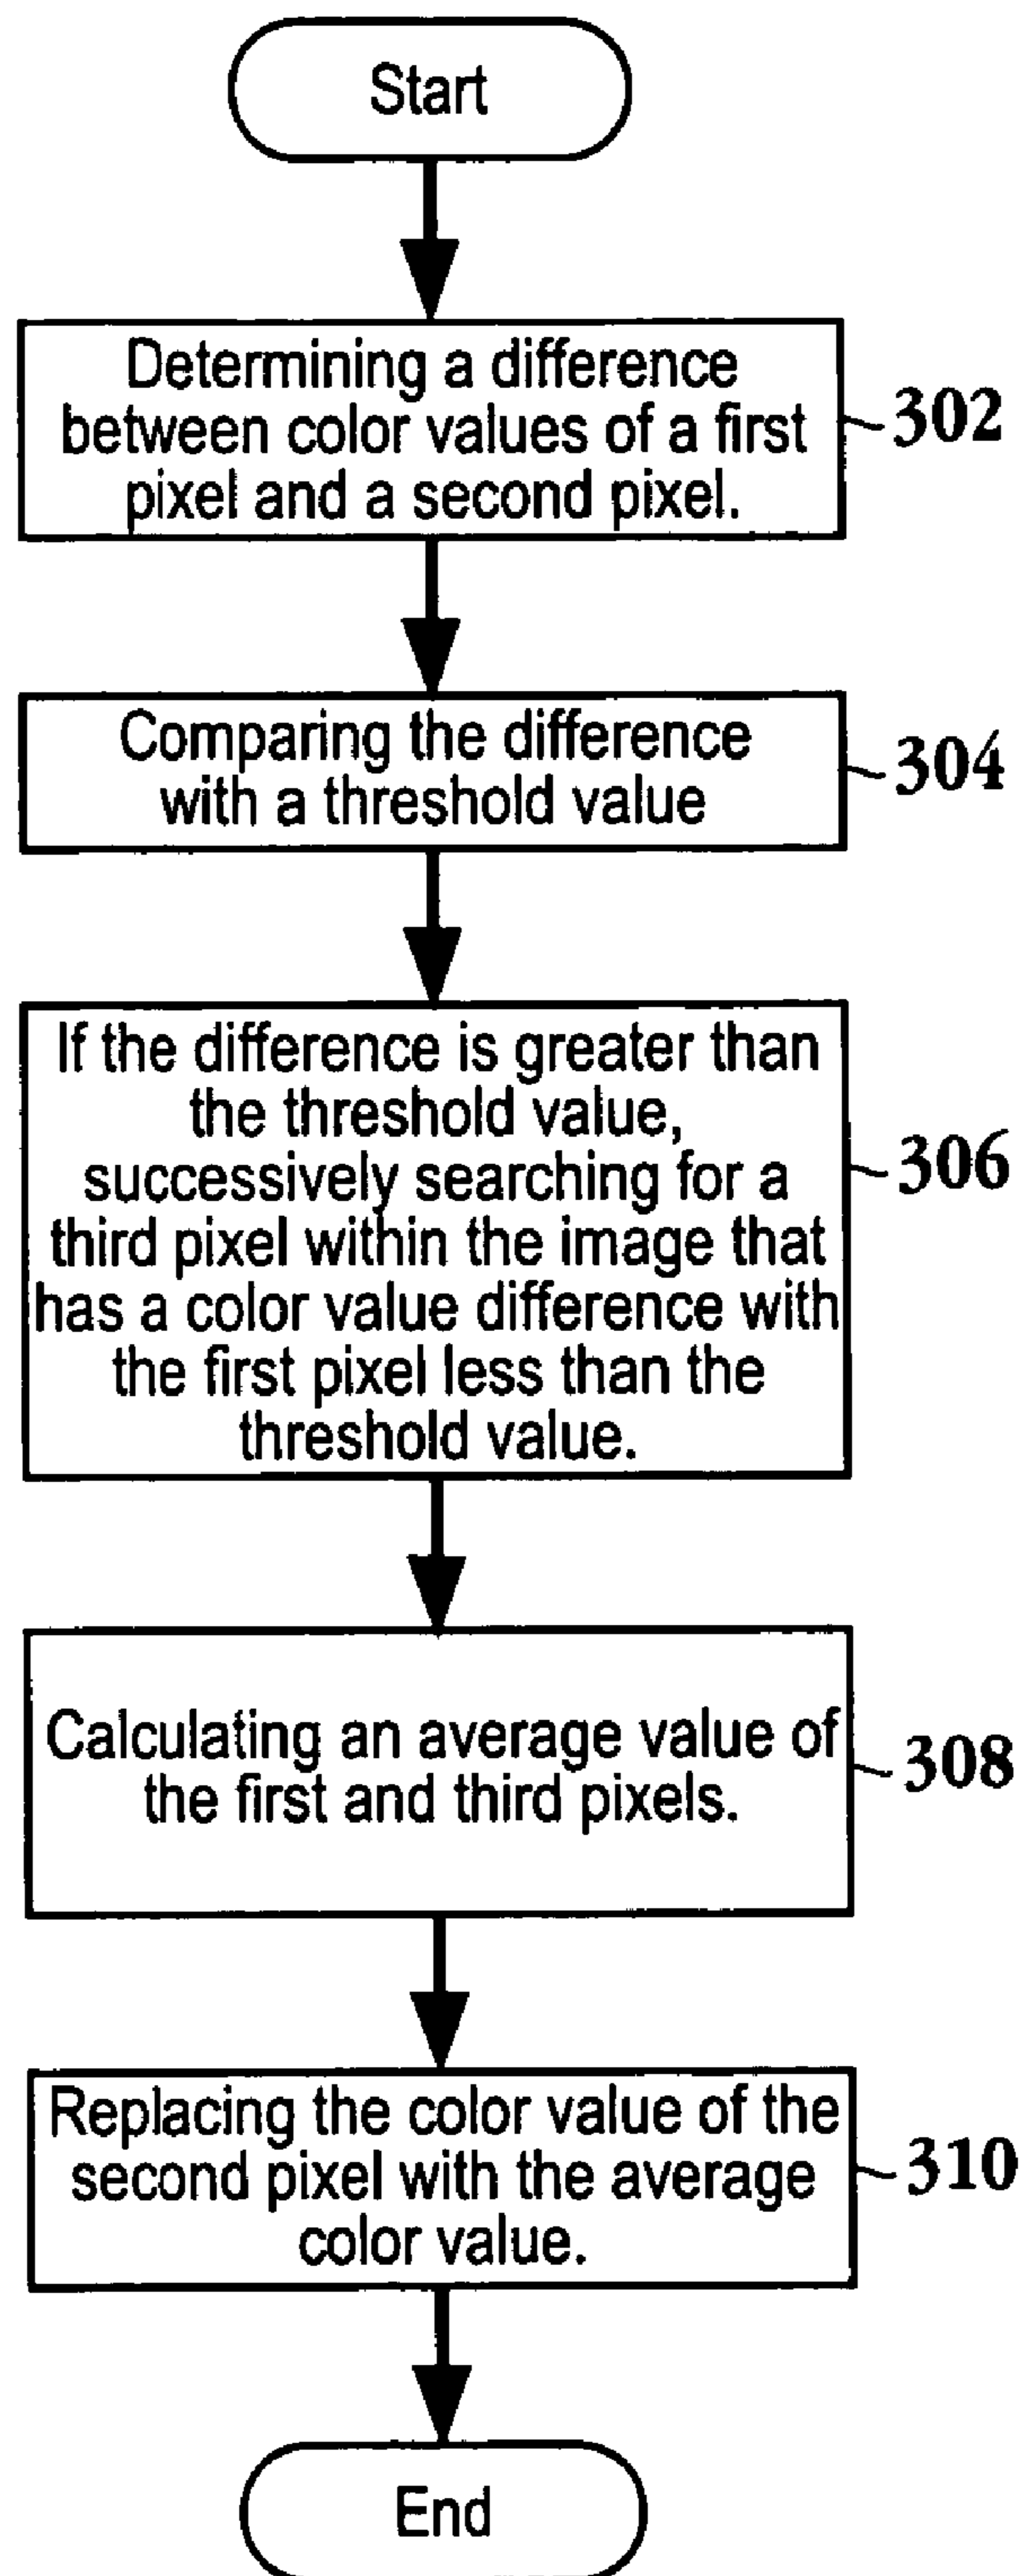 Start
Determining a difference
between color values of a first
pixel and a second pixel.
302
Comparing the difference
with a threshold value
304
If the difference is greater than
the threshold value,
successively searching for a
third pixel within the image that
has a color value difference with
the first pixel less than the
threshold value.
306
Calculating an average value of
the first and third pixels.
308
Replacing the color value of the
second pixel with the average
color value.
310
End